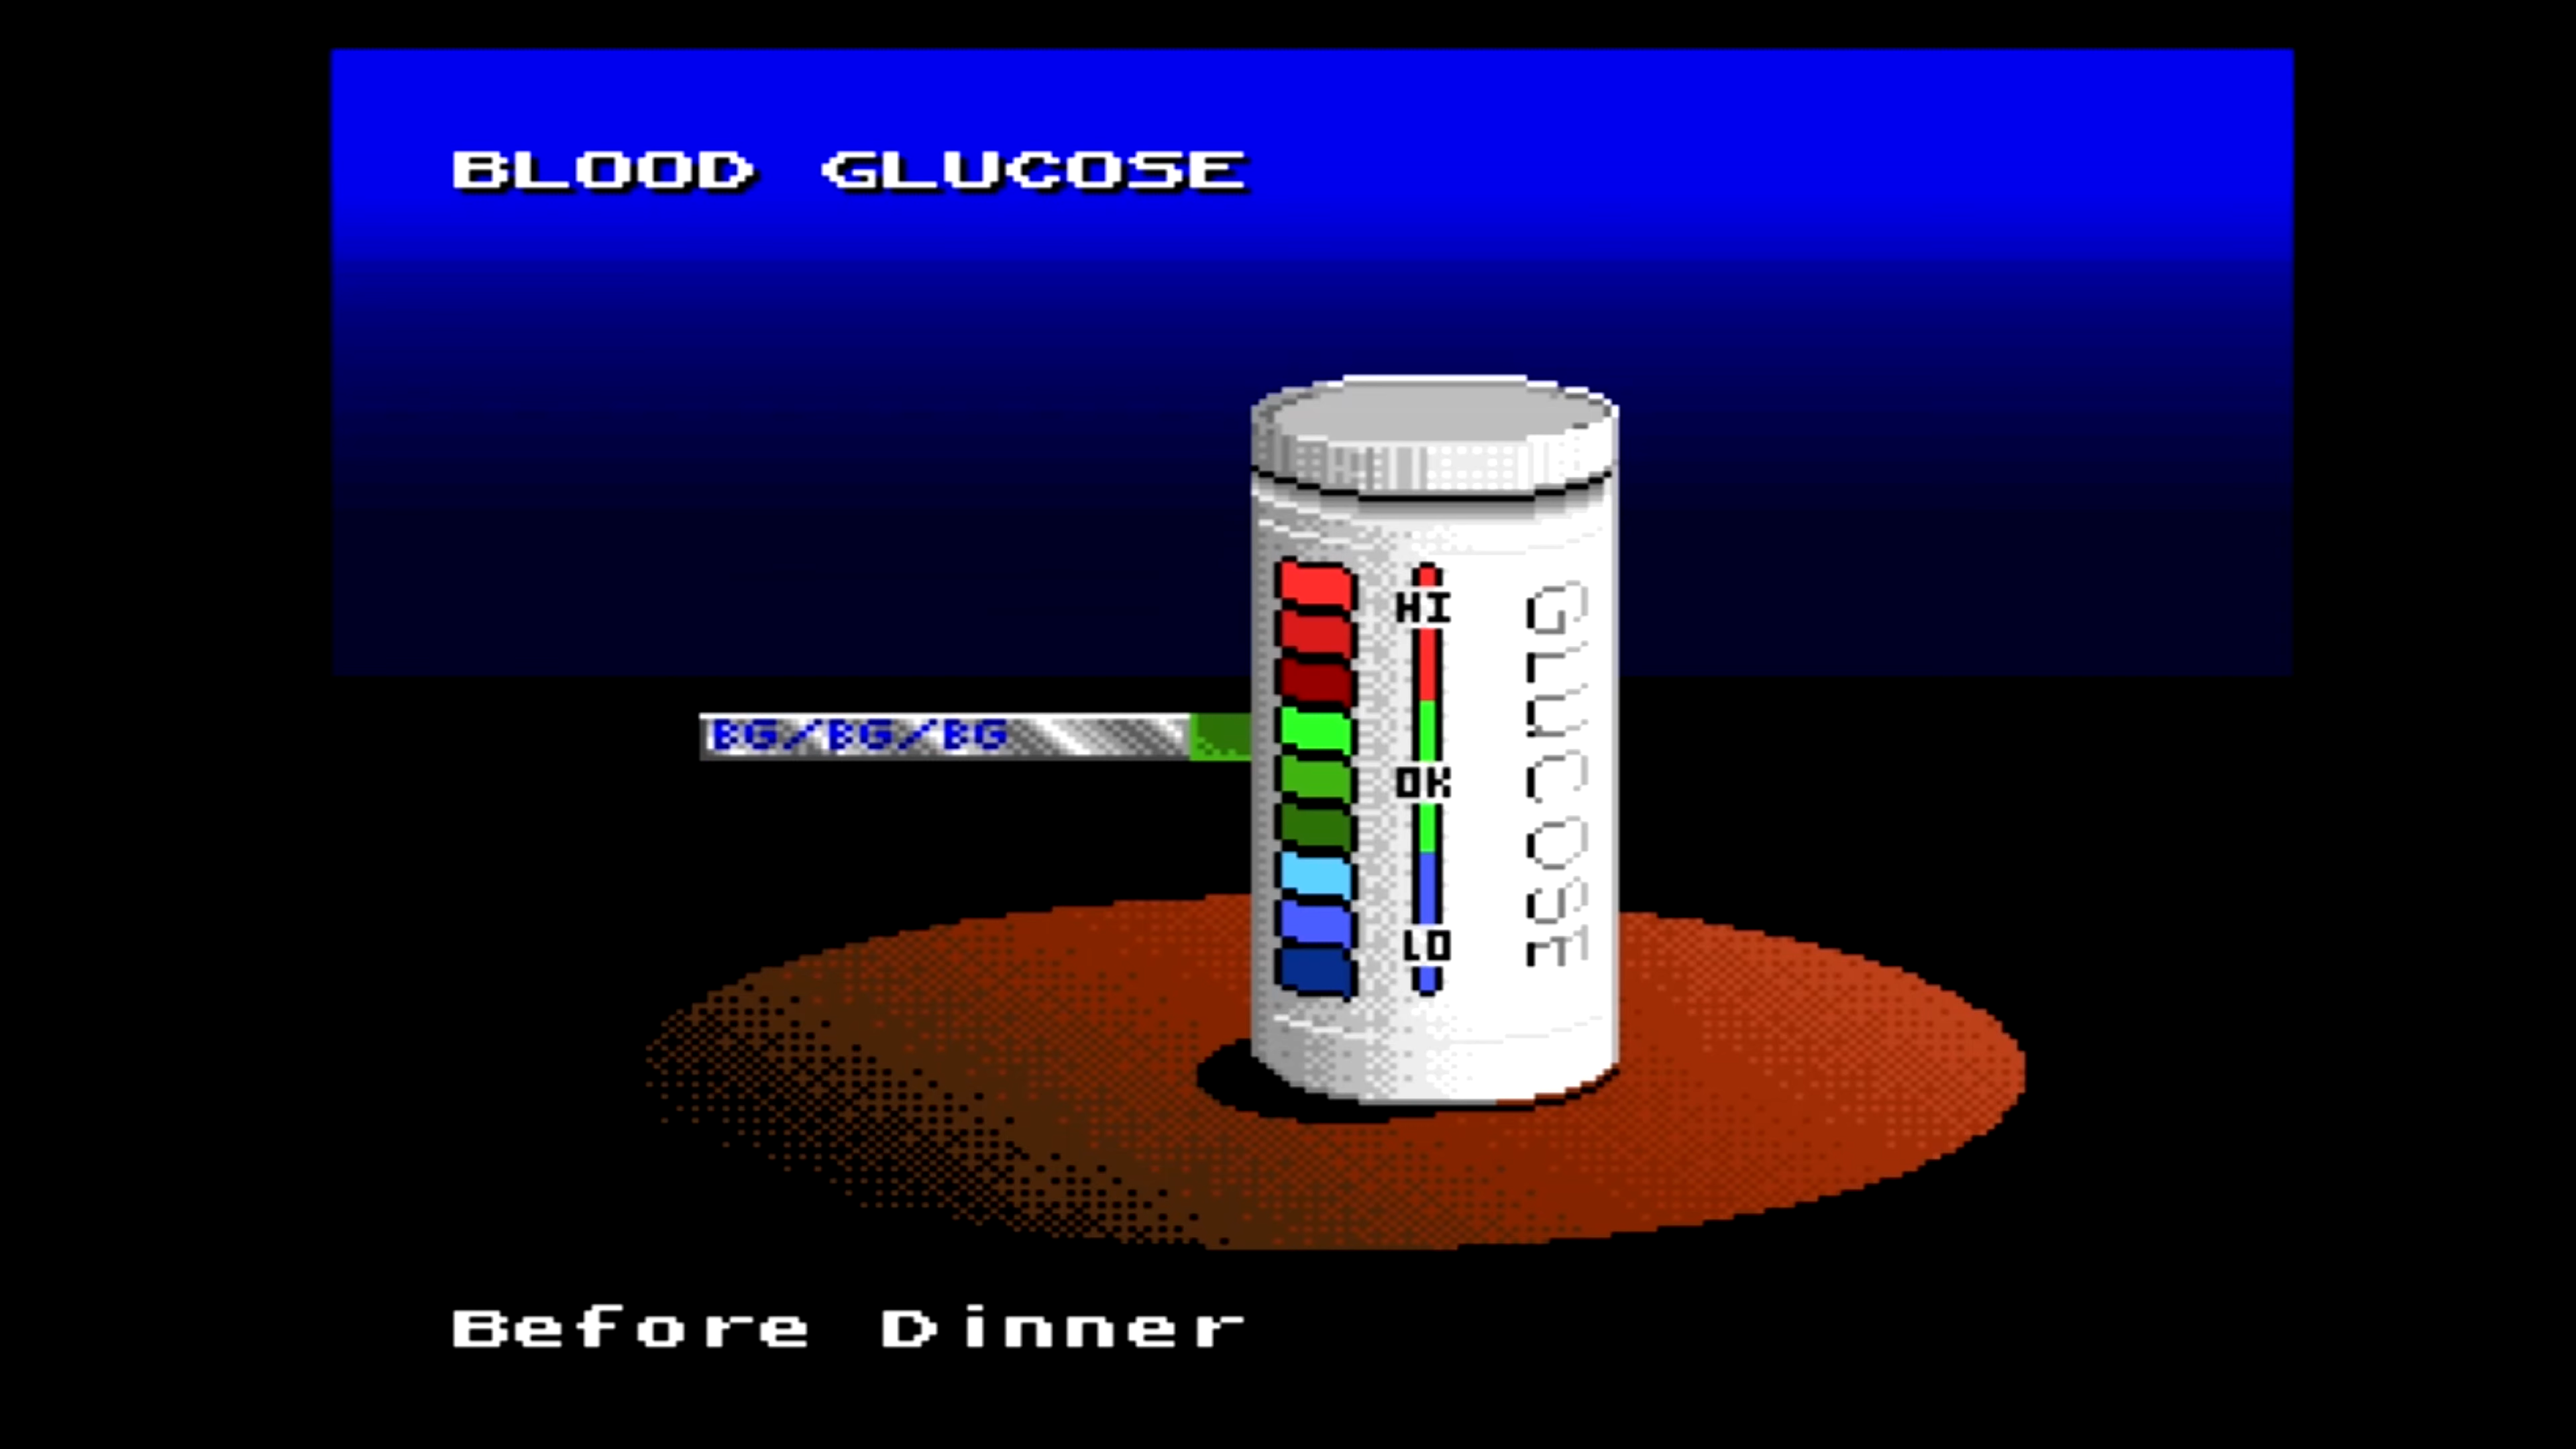 BLOOD GLUCOSE
BG/BG/BG
HI
OK
LO
GLUCOSE
Before Dinner